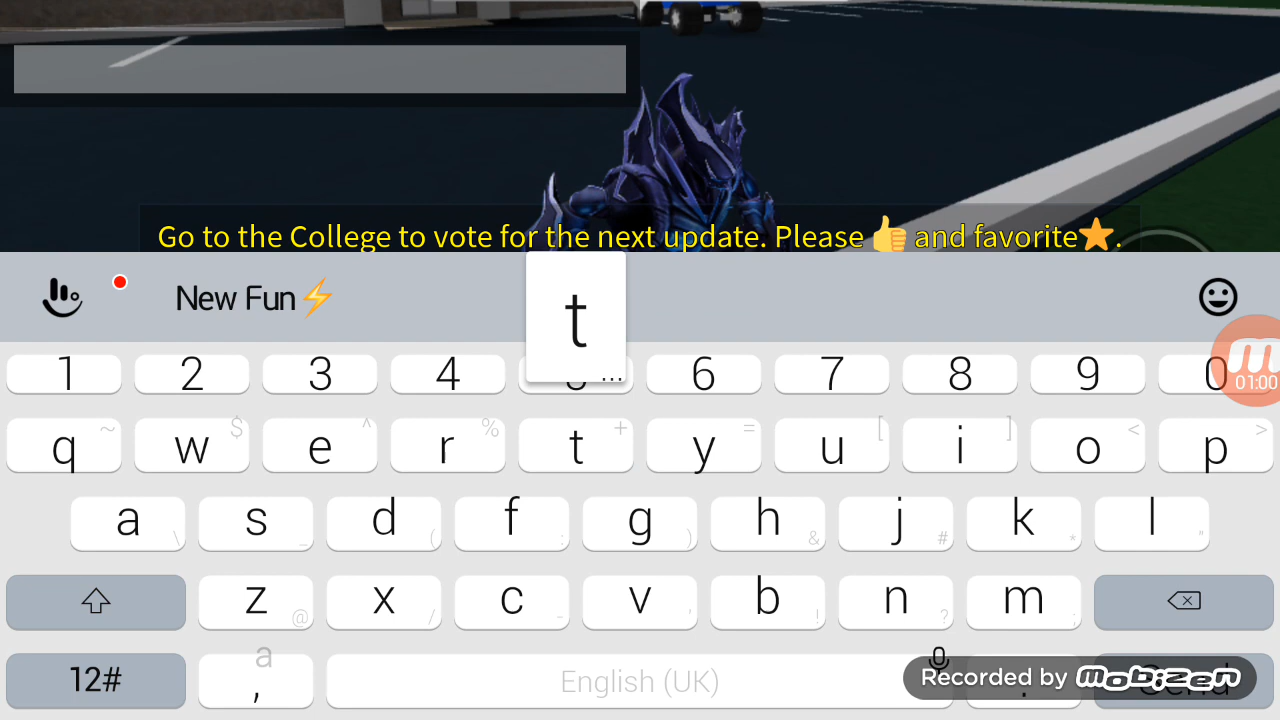 Go to the College to vote for the next update. Please 👍 and favorite⭐.
New Fun⚡
t
...
1 2 3 4 6 7 8 9 0
01:00
~ $ ^ % + = [ ] < >
q w e r t y u i o p
a s d f g h j k l
\ _ ( : ) & # * "
z x c v b n m
@ / - ' ! ? ;
a
12# , English (UK) .
Recorded by mobizen